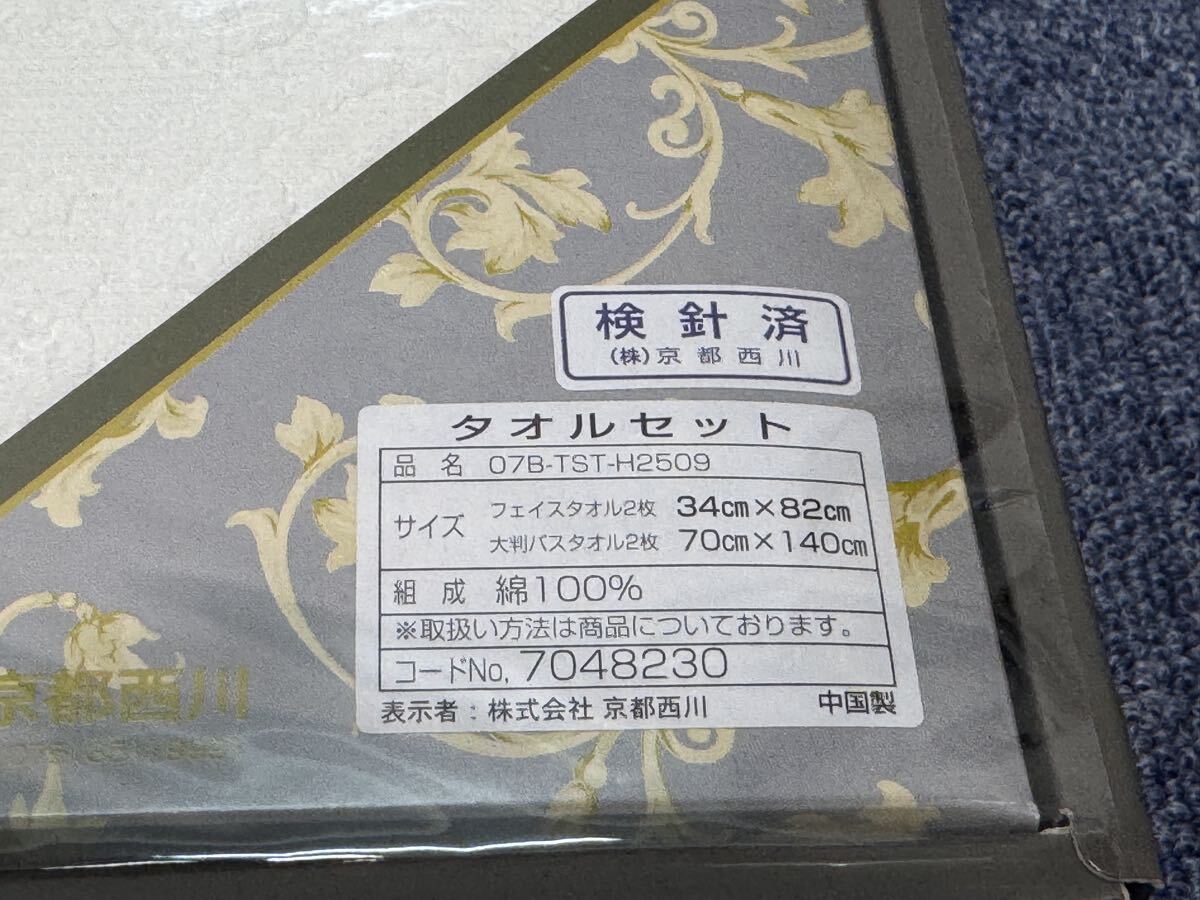 検針済
(株)京都西川
タオルセット
品名 07B-TST-H2509
サイズ フェイスタオル2枚 34㎝×82㎝
大判バスタオル2枚 70㎝×140㎝
組成 綿100%
※取扱い方法は商品についております。
コードNo, 7048230
表示者：株式会社 京都西川 中国製
京都西川